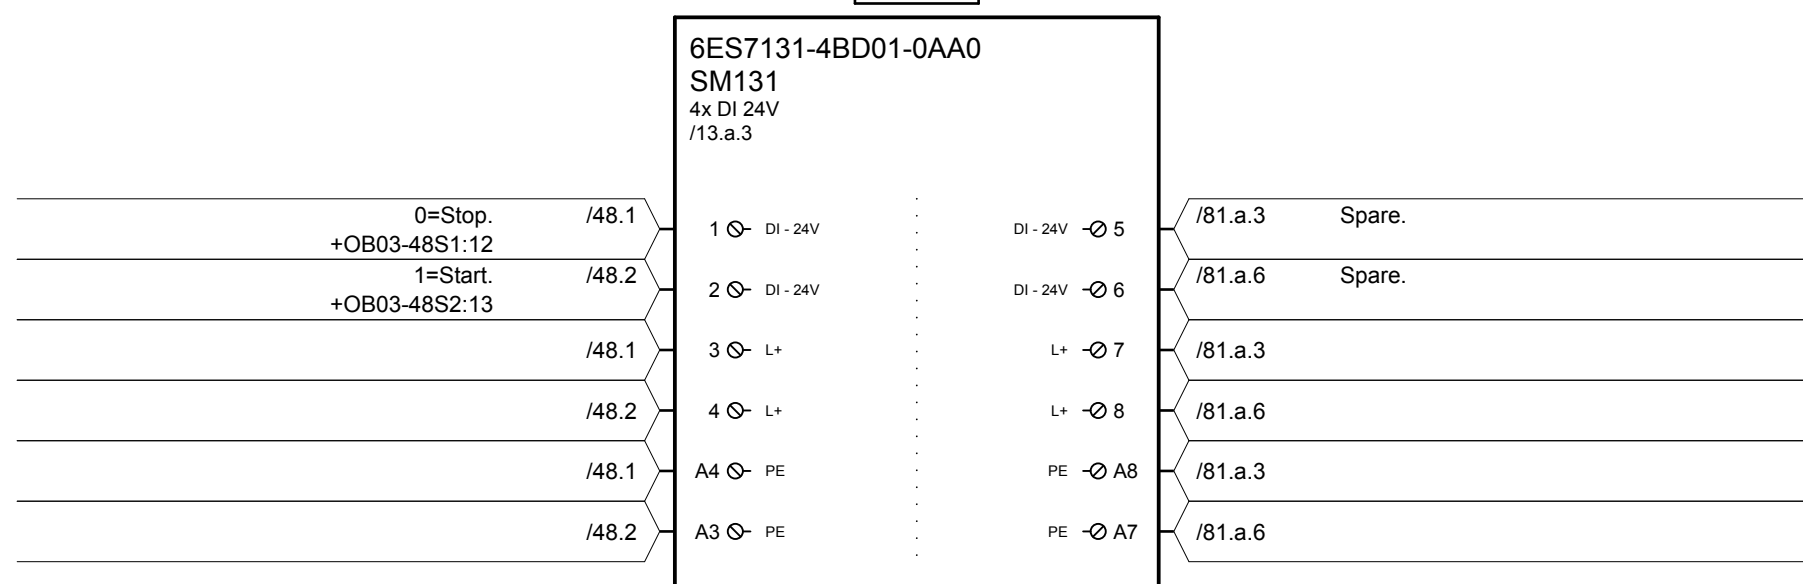 6ES7131-4BD01-0AA0
SM131
4x DI 24V
/13.a.3
0=Stop. /48.1 1 DI - 24V DI - 24V 5 /81.a.3 Spare.
+OB03-48S1:12
1=Start. /48.2 2 DI - 24V DI - 24V 6 /81.a.6 Spare.
+OB03-48S2:13
/48.1 3 L+ L+ 7 /81.a.3
/48.2 4 L+ L+ 8 /81.a.6
/48.1 A4 PE PE A8 /81.a.3
/48.2 A3 PE PE A7 /81.a.6